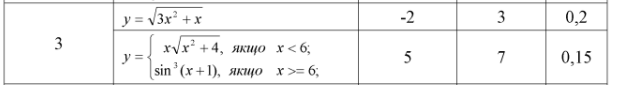 y = √(3x² + x) -2 3 0,2
3
y = { x√(x² + 4), якщо x < 6; 5 7 0,15
sin³(x+1), якщо x >= 6;